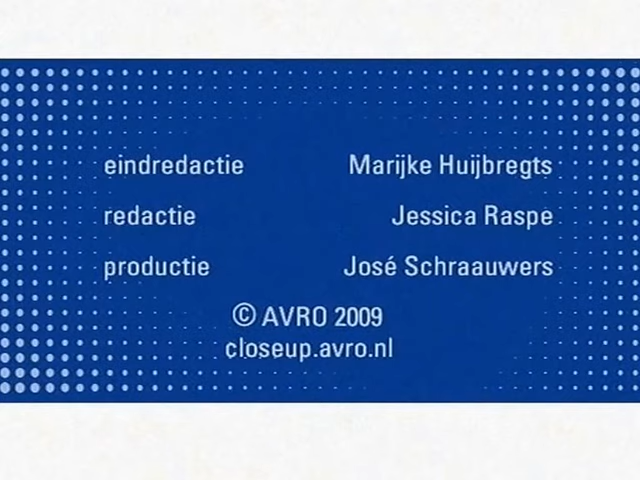 eindredactie Marijke Huijbregts
redactie Jessica Raspe
productie José Schraauwers
© AVRO 2009
closeup.avro.nl